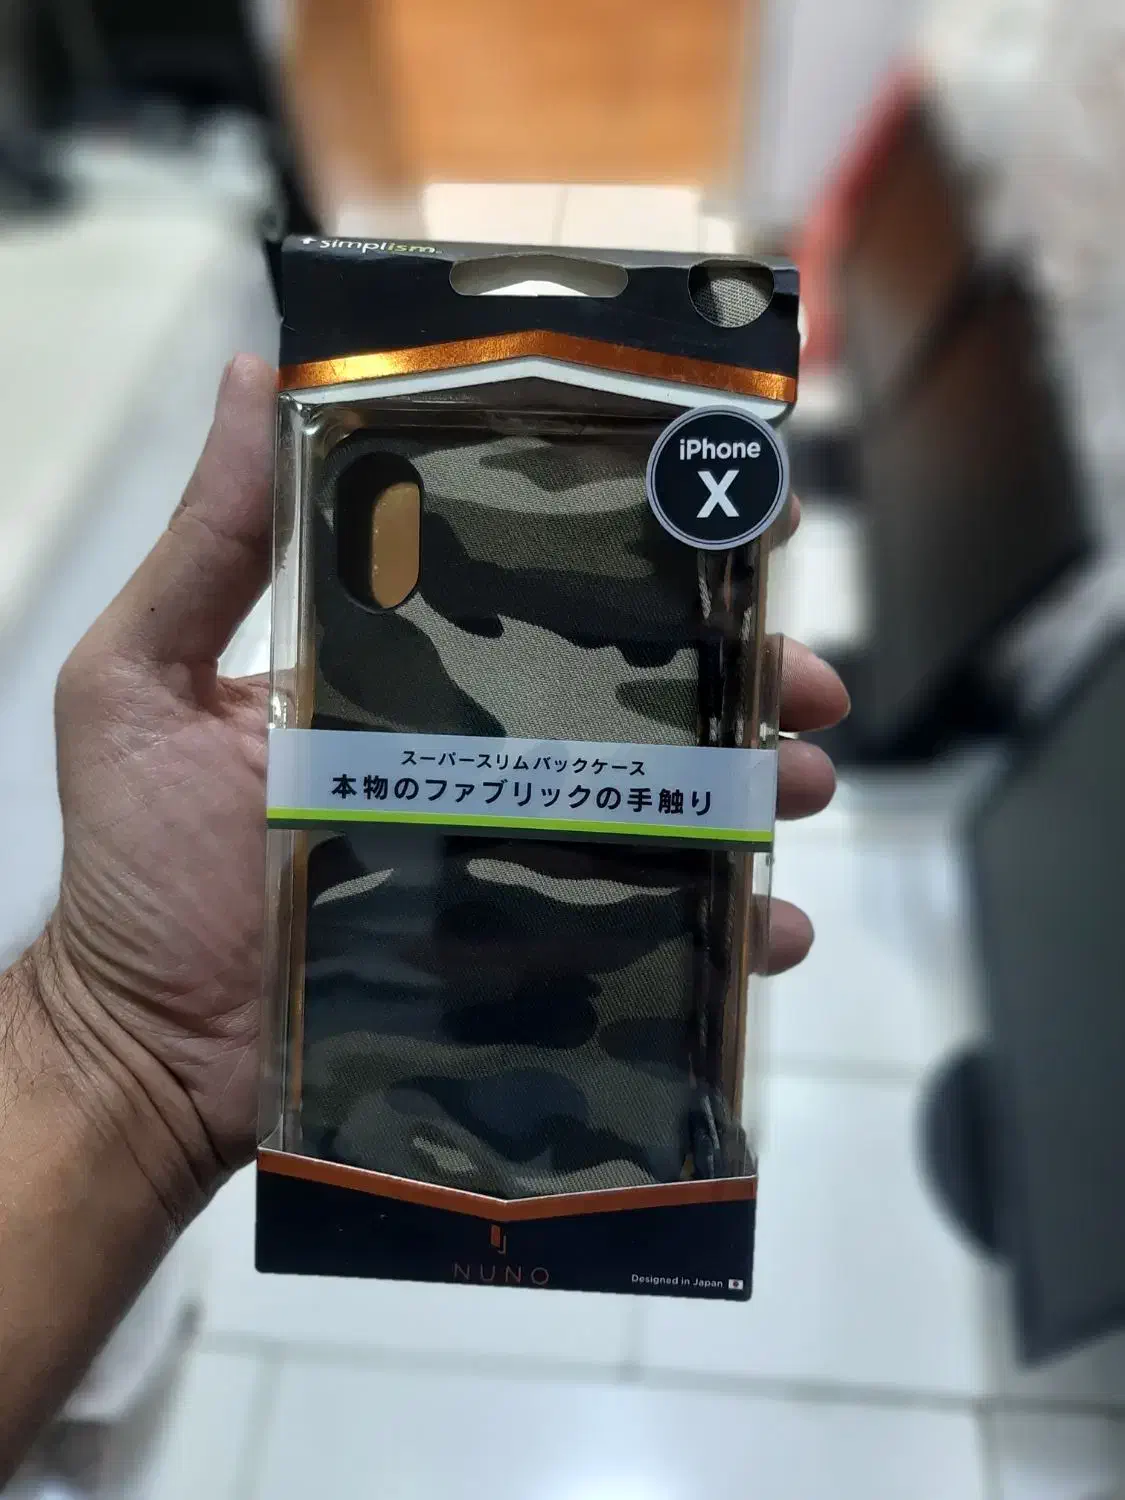 simplism
iPhone
X
スーパースリムバックケース
本物のファブリックの手触り
NUNO
Designed in Japan